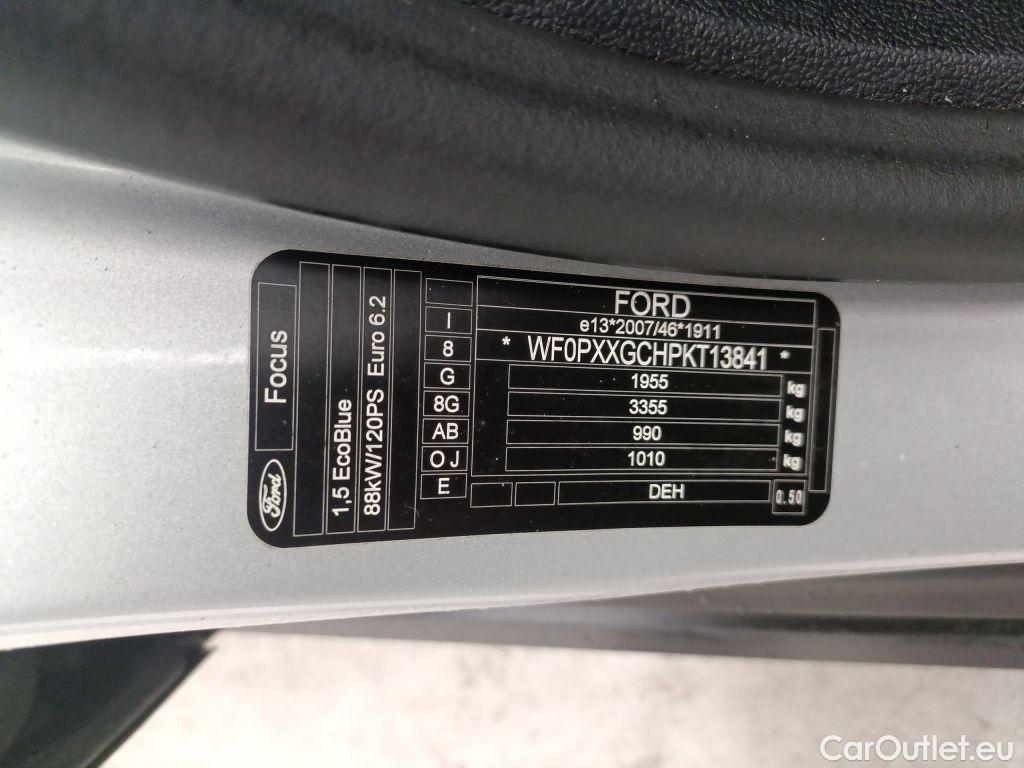 Ford
Focus
1,5 EcoBlue
88kW/120PS Euro 6.2
I
8
G
8G
AB
O J
E
FORD
e13*2007/46*1911
* WF0PXXGCHPKT13841 *
1955 kg
3355 kg
990 kg
1010 kg
DEH 0.50
CarOutlet.eu